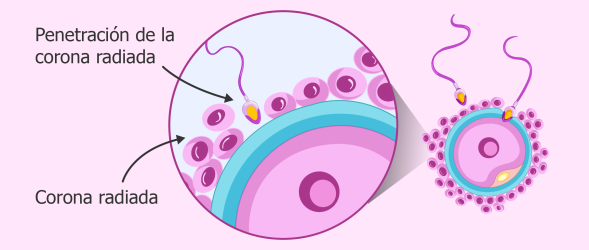 Penetración de la
corona radiada
Corona radiada